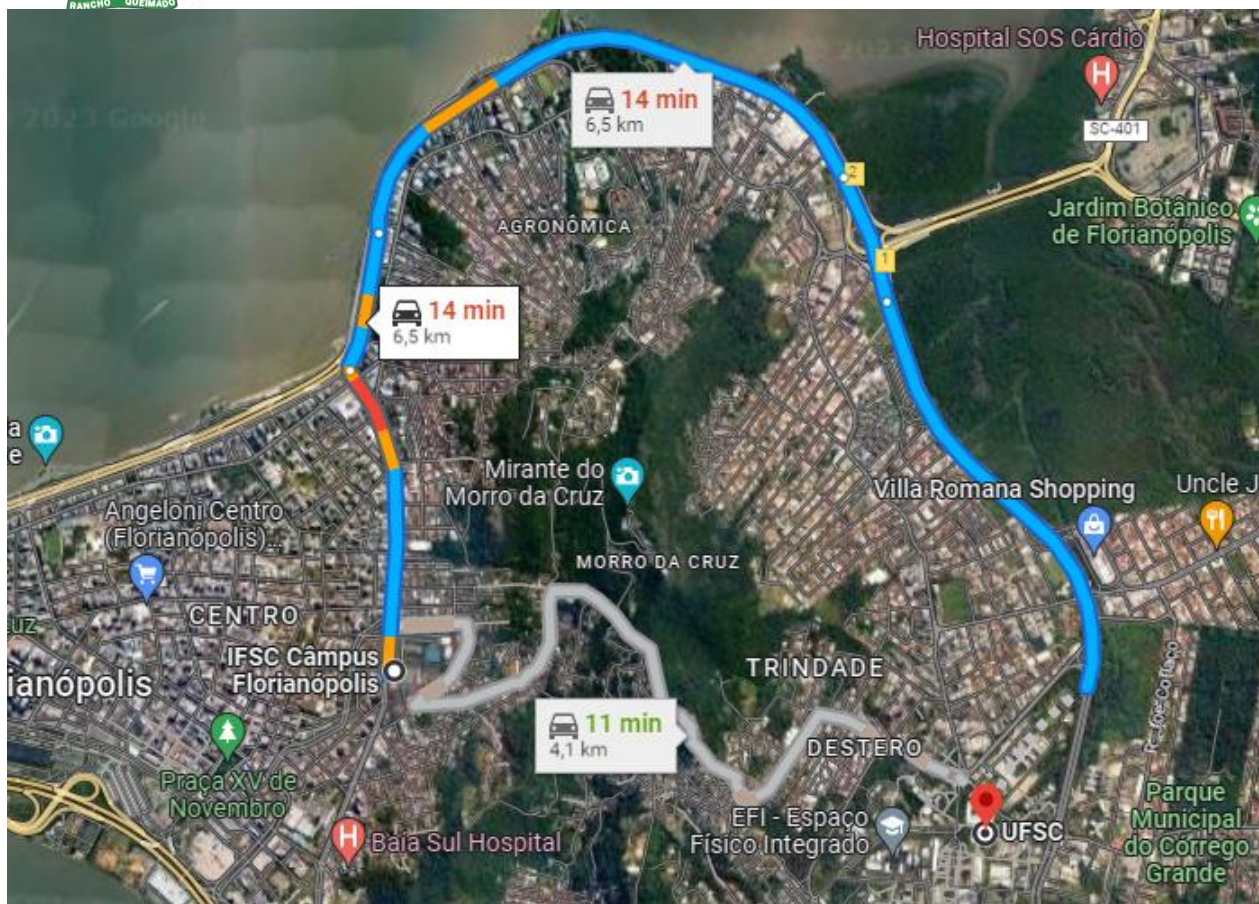 RANCHO QUEIMADO
2023 Google
2023
Hospital SOS Cárdio
14 min
6,5 km
SC-401
2
Jardim Botânico
de Florianópolis
AGRONÔMICA
1
14 min
6,5 km
a
e
Mirante do
Morro da Cruz
Villa Romana Shopping
Uncle J
Angeloni Centro
(Florianópolis)...
MORRO DA CRUZ
CENTRO
uz
IFSC Câmpus
Florianópolis
ianópolis
TRINDADE
11 min
4,1 km
DESTERO
Praça XV de
Novembro
EFI - Espaço
Físico Integrado
UFSC
Parque
Municipal
do Córrego
Grande
Baia Sul Hospital